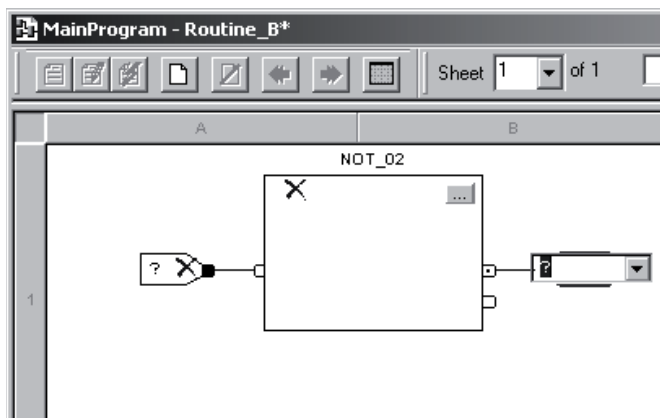 MainProgram - Routine_B*
Sheet 1 of 1
A B
NOT_02
...
? ?
1